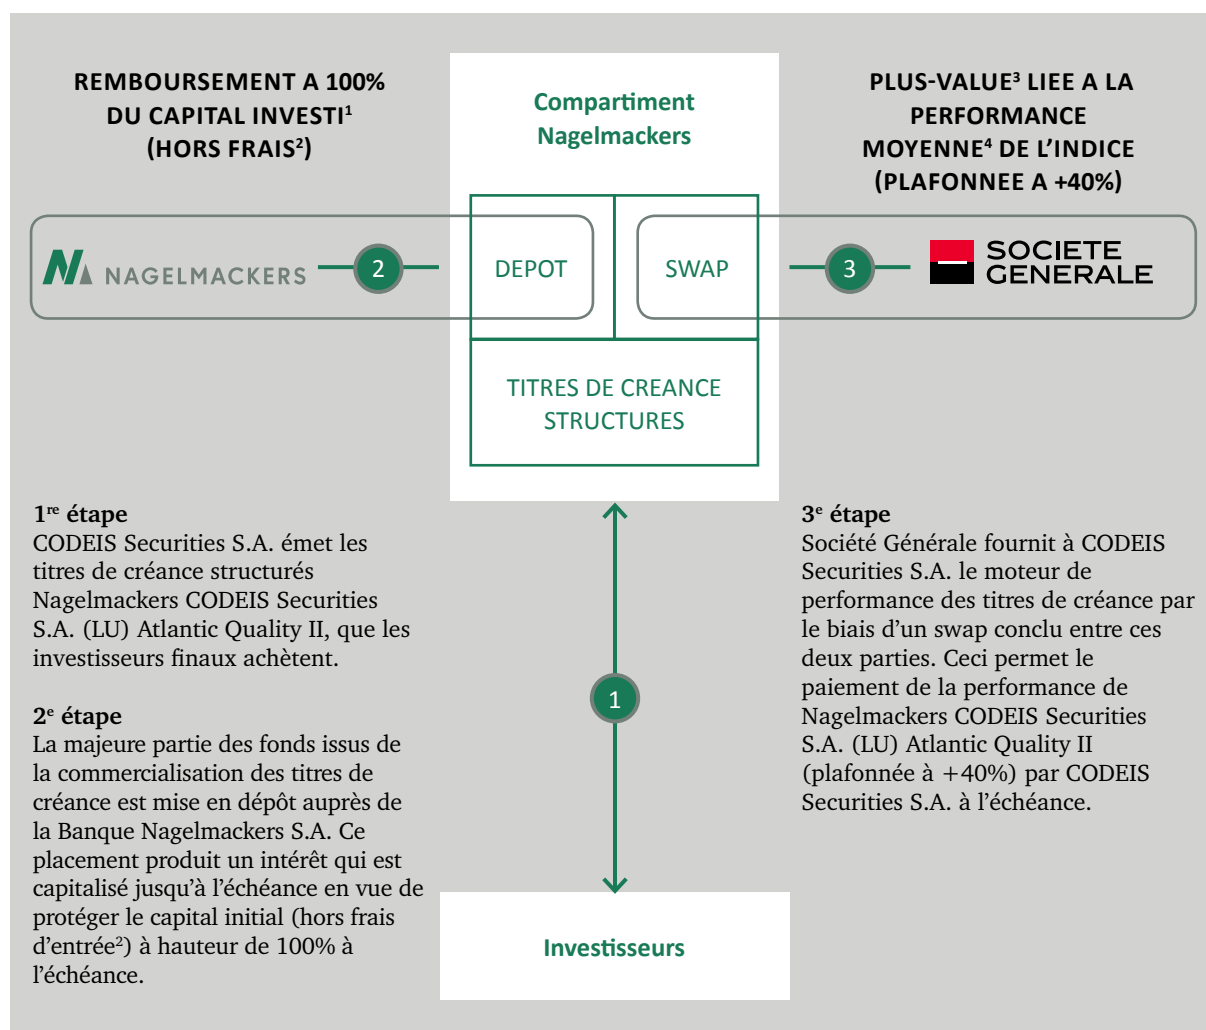 REMBOURSEMENT A 100%
DU CAPITAL INVESTI¹
(HORS FRAIS²)
Compartiment
Nagelmackers
PLUS-VALUE³ LIEE A LA
PERFORMANCE
MOYENNE⁴ DE L’INDICE
(PLAFONNEE A +40%)
NAGELMACKERS
2
DEPOT
SWAP
3
SOCIETE
GENERALE
TITRES DE CREANCE
STRUCTURES
1ʳᵉ étape
CODEIS Securities S.A. émet les
titres de créance structurés
Nagelmackers CODEIS Securities
S.A. (LU) Atlantic Quality II, que les
investisseurs finaux achètent.
2ᵉ étape
La majeure partie des fonds issus de
la commercialisation des titres de
créance est mise en dépôt auprès de
la Banque Nagelmackers S.A. Ce
placement produit un intérêt qui est
capitalisé jusqu’à l’échéance en vue de
protéger le capital initial (hors frais
d’entrée²) à hauteur de 100% à
l’échéance.
1
Investisseurs
3ᵉ étape
Société Générale fournit à CODEIS
Securities S.A. le moteur de
performance des titres de créance par
le biais d’un swap conclu entre ces
deux parties. Ceci permet le
paiement de la performance de
Nagelmackers CODEIS Securities
S.A. (LU) Atlantic Quality II
(plafonnée à +40%) par CODEIS
Securities S.A. à l’échéance.